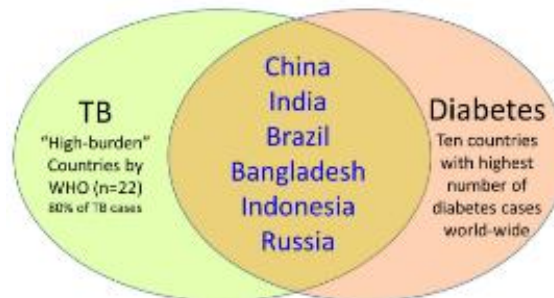 TB
"High-burden"
Countries by
WHO (n=22)
80% of TB cases
China
India
Brazil
Bangladesh
Indonesia
Russia
Diabetes
Ten countries
with highest
number of
diabetes cases
world-wide